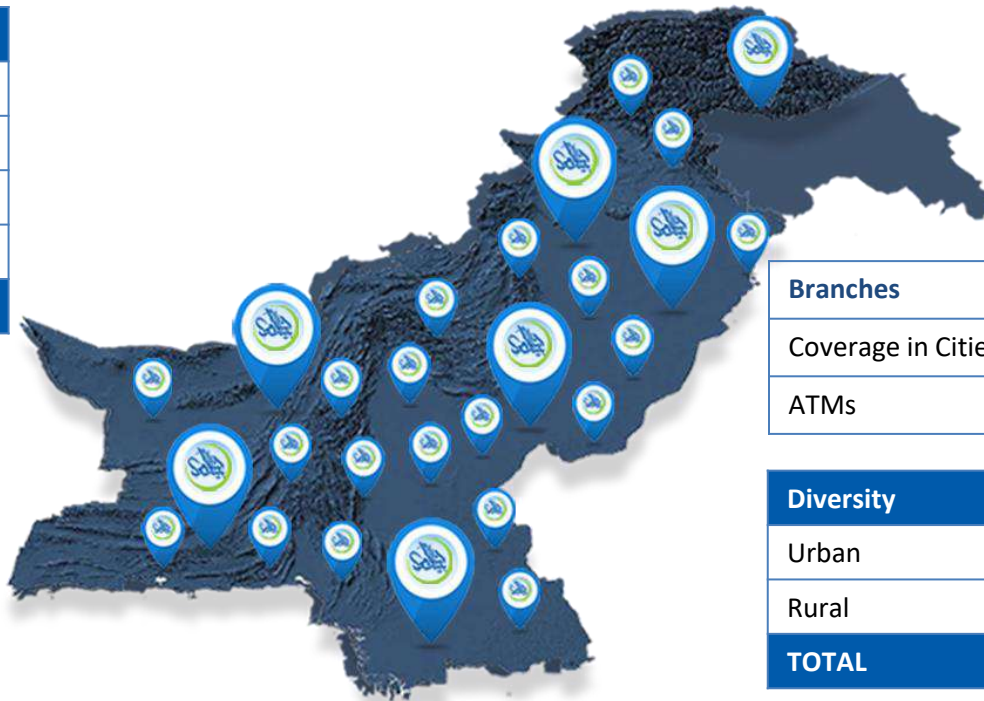 Branches
Coverage in Citie
ATMs
Diversity
Urban
Rural
TOTAL